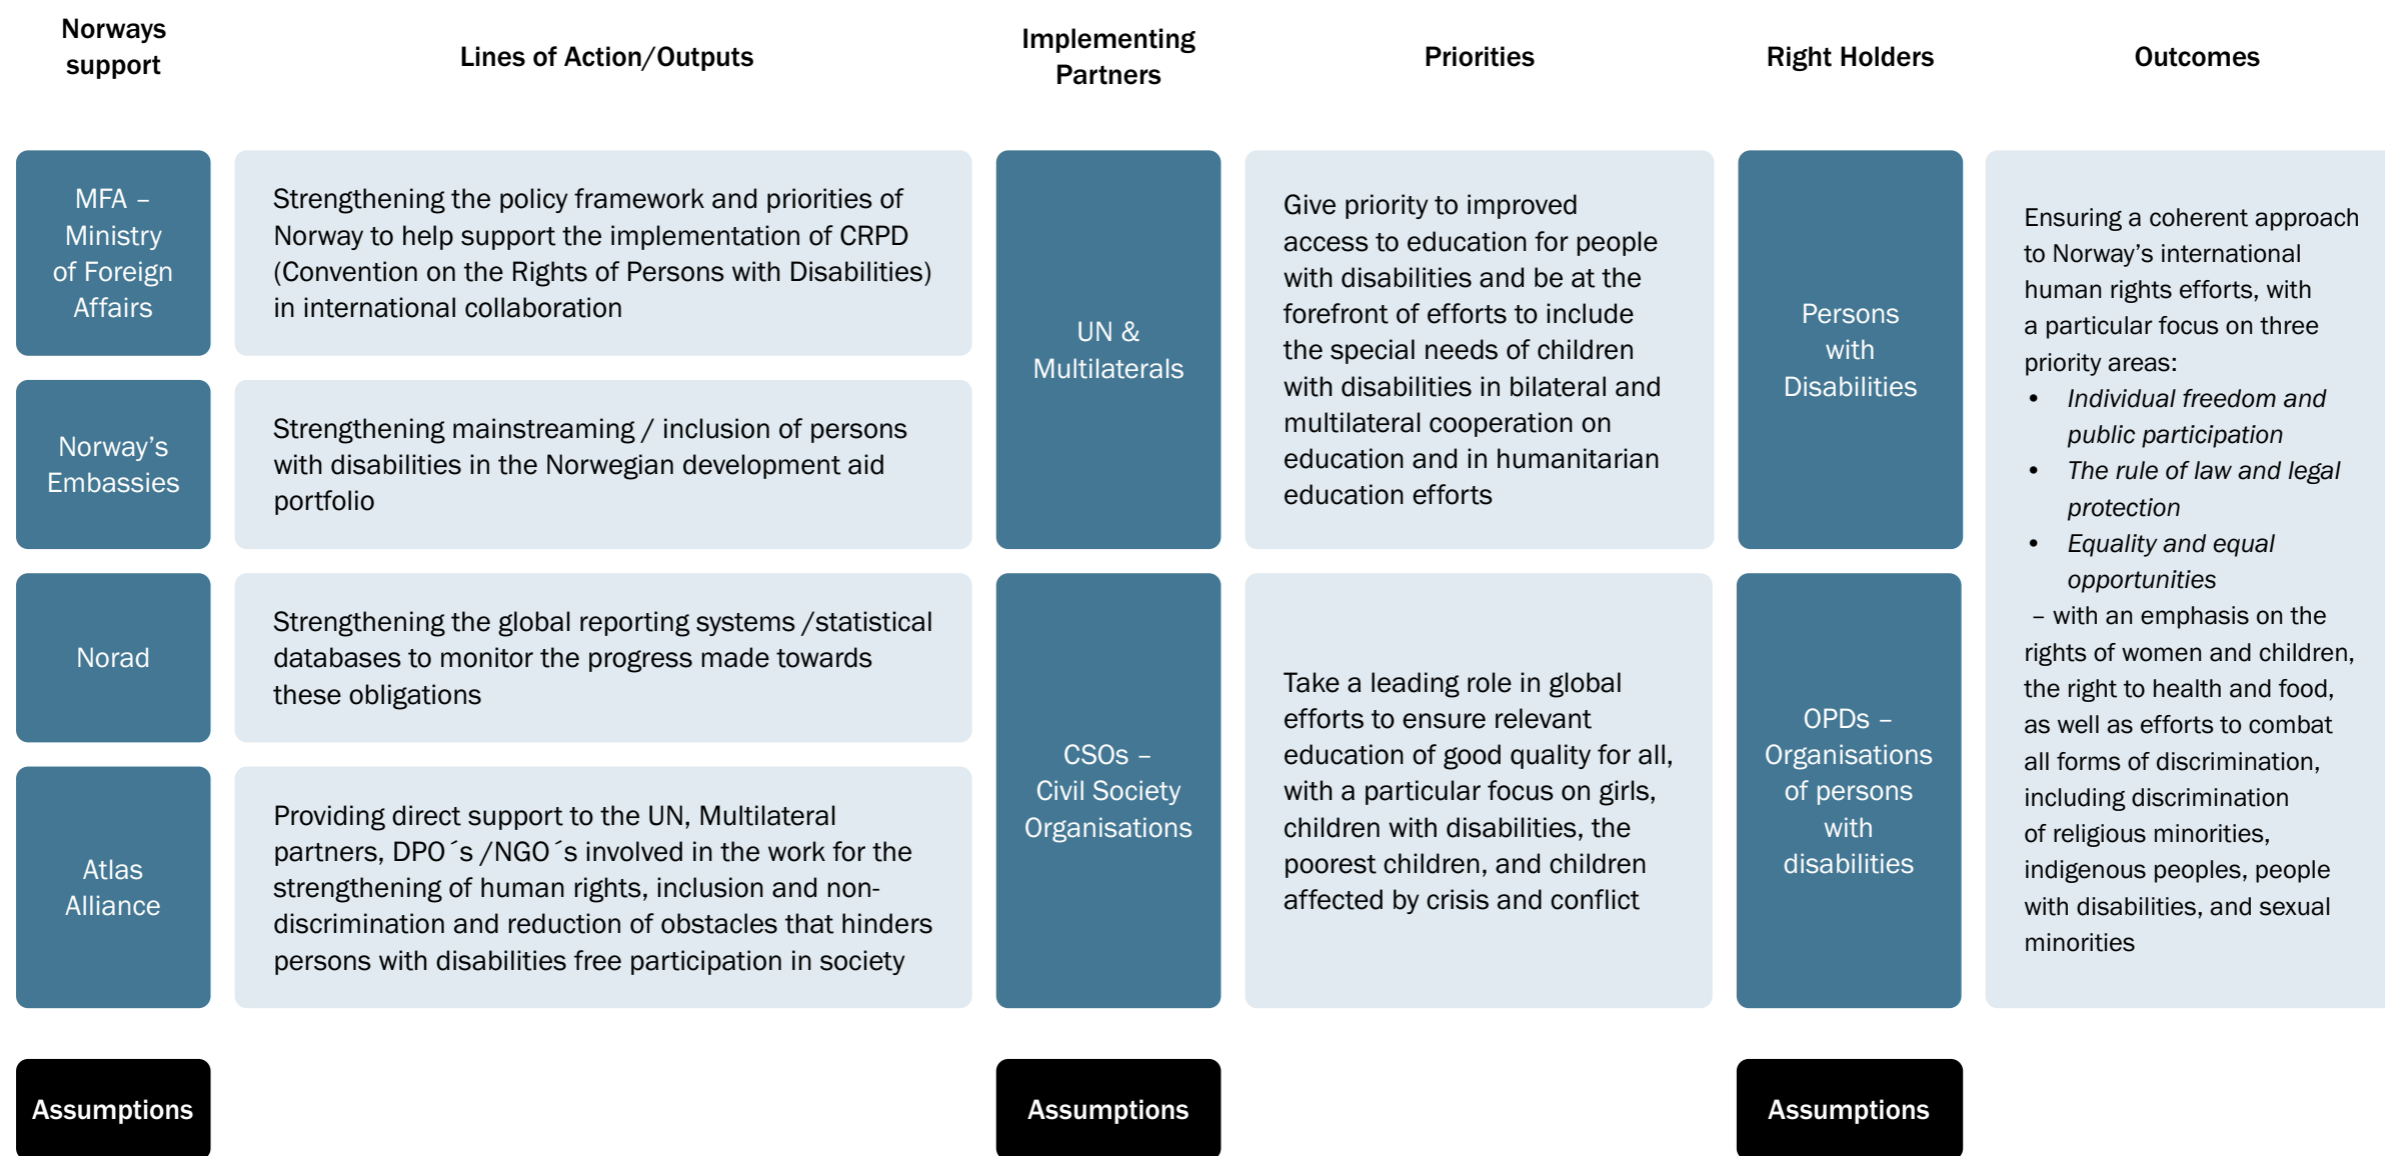 Norways
support
Lines of Action/Outputs
Implementing
Partners
Priorities
Right Holders
Outcomes
MFA –
Ministry
of Foreign
Affairs
Norway’s
Embassies
Norad
Atlas
Alliance
Strengthening the policy framework and priorities of
Norway to help support the implementation of CRPD
(Convention on the Rights of Persons with Disabilities)
in international collaboration
Strengthening mainstreaming / inclusion of persons
with disabilities in the Norwegian development aid
portfolio
Strengthening the global reporting systems /statistical
databases to monitor the progress made towards
these obligations
Providing direct support to the UN, Multilateral
partners, DPO´s /NGO´s involved in the work for the
strengthening of human rights, inclusion and non-
discrimination and reduction of obstacles that hinders
persons with disabilities free participation in society
UN &
Multilaterals
CSOs –
Civil Society
Organisations
Give priority to improved
access to education for people
with disabilities and be at the
forefront of efforts to include
the special needs of children
with disabilities in bilateral and
multilateral cooperation on
education and in humanitarian
education efforts
Take a leading role in global
efforts to ensure relevant
education of good quality for all,
with a particular focus on girls,
children with disabilities, the
poorest children, and children
affected by crisis and conflict
Persons
with
Disabilities
OPDs –
Organisations
of persons
with
disabilities
Ensuring a coherent approach
to Norway’s international
human rights efforts, with
a particular focus on three
priority areas:
• Individual freedom and
public participation
• The rule of law and legal
protection
• Equality and equal
opportunities
– with an emphasis on the
rights of women and children,
the right to health and food,
as well as efforts to combat
all forms of discrimination,
including discrimination
of religious minorities,
indigenous peoples, people
with disabilities, and sexual
minorities
Assumptions
Assumptions
Assumptions